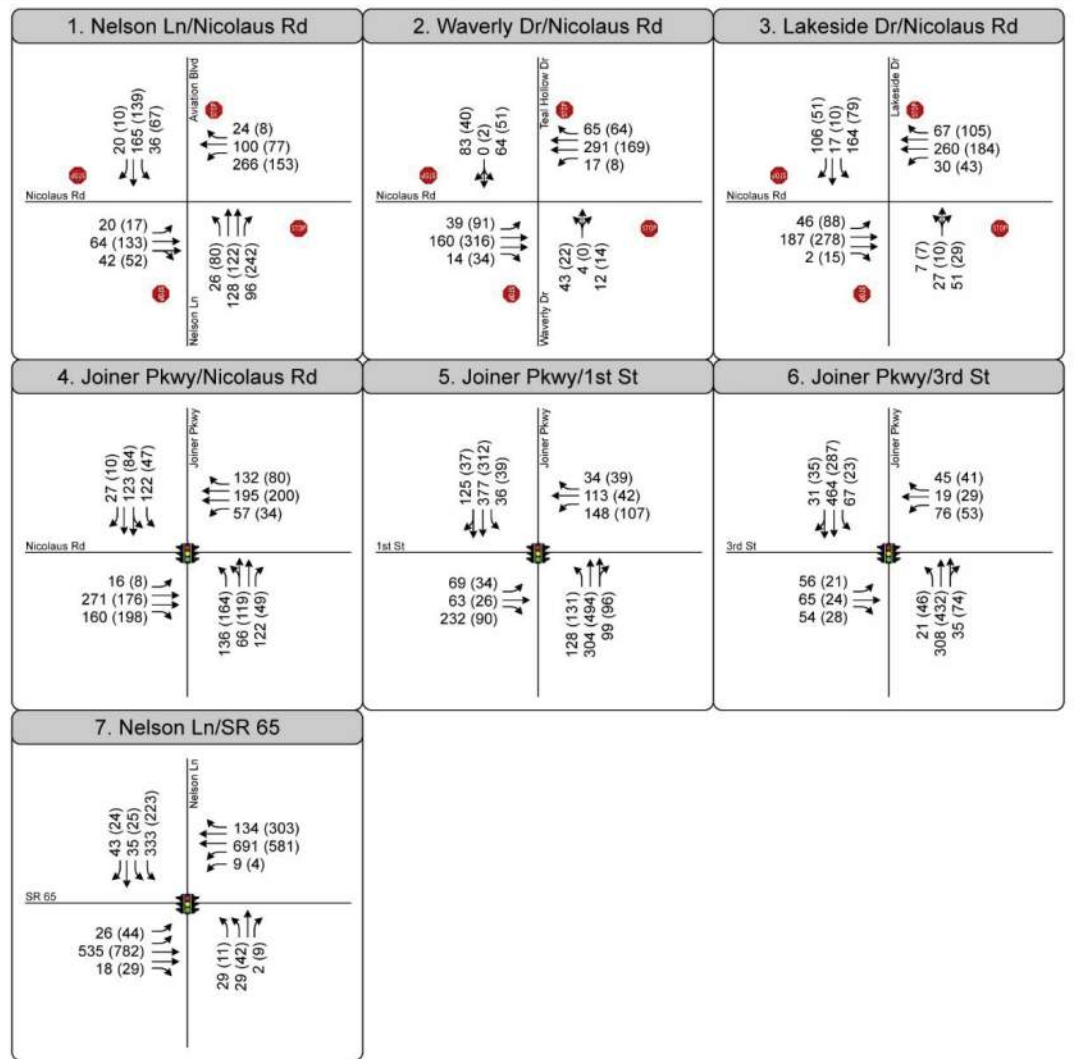 1. Nelson Ln/Nicolaus Rd
20 (10)
165 (139)
36 (67)
Aviation Blvd
STOP
24 (8)
100 (77)
266 (153)
STOP
Nicolaus Rd
20 (17)
64 (133)
42 (52)
STOP
26 (80)
128 (122)
96 (242)
STOP
Nelson Ln
2. Waverly Dr/Nicolaus Rd
83 (40)
0 (2)
64 (51)
Teal Hollow Dr
STOP
65 (64)
291 (169)
17 (8)
STOP
Nicolaus Rd
39 (91)
160 (316)
14 (34)
STOP
43 (22)
4 (0)
12 (14)
STOP
Waverly Dr
3. Lakeside Dr/Nicolaus Rd
106 (51)
17 (10)
164 (79)
Lakeside Dr
STOP
67 (105)
260 (184)
30 (43)
STOP
Nicolaus Rd
46 (88)
187 (278)
2 (15)
STOP
7 (7)
27 (10)
51 (29)
STOP
4. Joiner Pkwy/Nicolaus Rd
27 (10)
123 (84)
122 (47)
Joiner Pkwy
132 (80)
195 (200)
57 (34)
Nicolaus Rd
16 (8)
271 (176)
160 (198)
136 (164)
66 (119)
122 (49)
5. Joiner Pkwy/1st St
125 (37)
377 (312)
36 (39)
Joiner Pkwy
34 (39)
113 (42)
148 (107)
1st St
69 (34)
63 (26)
232 (90)
128 (131)
304 (494)
99 (96)
6. Joiner Pkwy/3rd St
31 (35)
464 (287)
67 (23)
Joiner Pkwy
45 (41)
19 (29)
76 (53)
3rd St
56 (21)
65 (24)
54 (28)
21 (46)
308 (432)
35 (74)
7. Nelson Ln/SR 65
43 (24)
35 (25)
333 (223)
Nelson Ln
134 (303)
691 (581)
9 (4)
SR 65
26 (44)
535 (782)
18 (29)
29 (11)
29 (42)
2 (9)